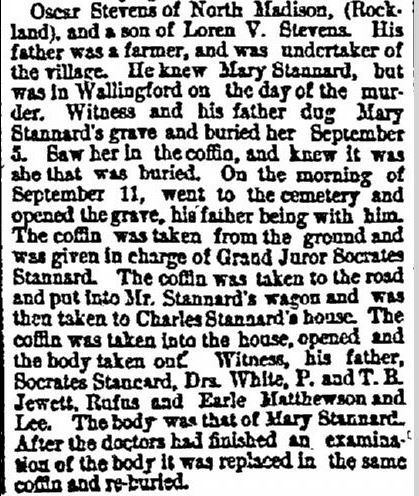 Oscar Stevens of North Madison, (Rock-
land), and a son of Loren V. Stevens. His
father was a farmer, and was undertaker of
the village. He knew Mary Stannard, but
was in Wallingford on the day of the mur-
der. Witness and his father dug Mary
Stannard's grave and buried her September
5. Saw her in the coffin, and knew it was
she that was buried. On the morning of
September 11, went to the cemetery and
opened the grave, his father being with him.
The coffin was taken from the ground and
was given in charge of Grand Juror Socrates
Stannard. The coffin was taken to the road
and put into Mr. Stannard's wagon and was
then taken to Charles Stannard's house. The
coffin was taken into the house, opened and
the body taken out. Witness, his father,
Socrates Stancard, Drs. White, P. and T. B.
Jewett, Rufus and Earle Matthewson and
Lee. The body was that of Mary Stannard.
After the doctors had finished an examina-
tion of the body it was replaced in the same
coffin and re-buried.